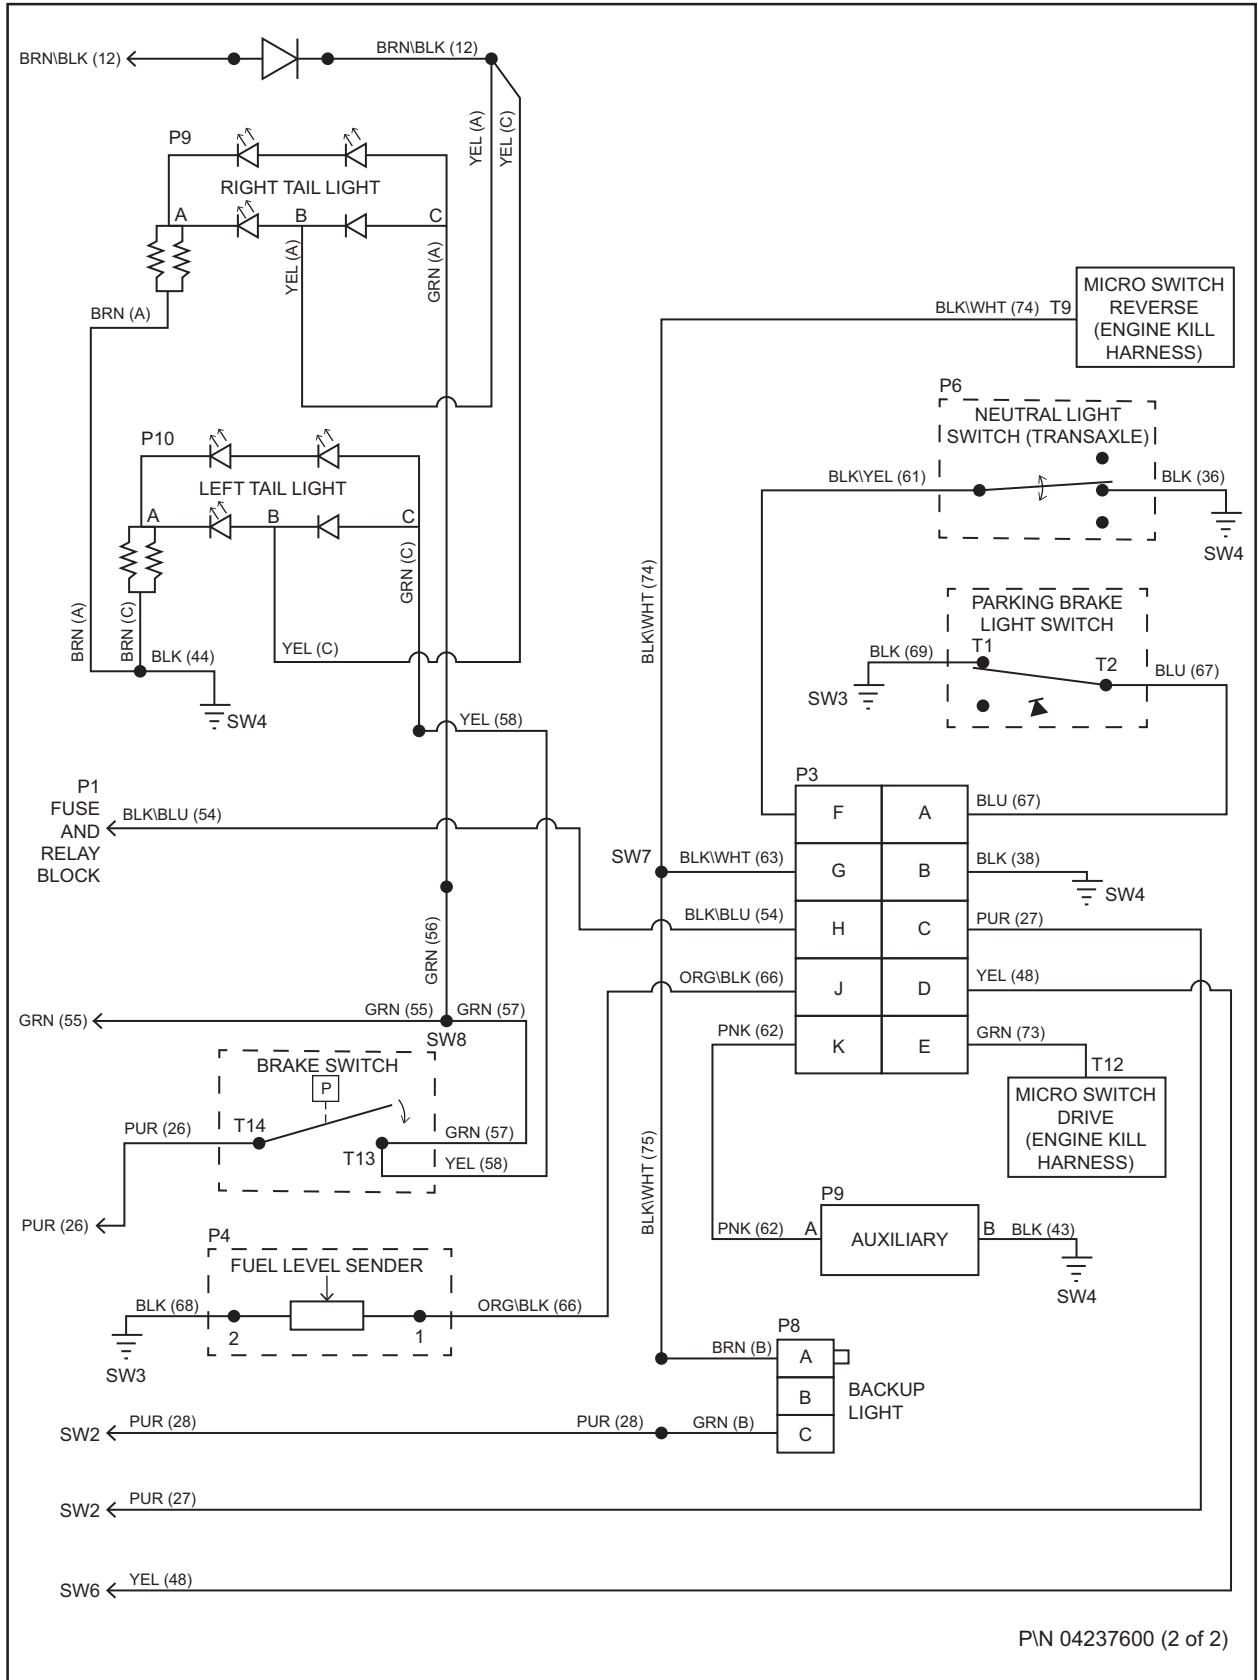 BRN\BLK (12)
BRN\BLK (12)
YEL (A)
YEL (C)
P9
RIGHT TAIL LIGHT
A
B
C
YEL (A)
GRN (A)
BRN (A)
P10
LEFT TAIL LIGHT
A
B
C
GRN (C)
BRN (A)
BRN (C)
BLK (44)
YEL (C)
SW4
YEL (58)
P1
FUSE
AND
RELAY
BLOCK
BLK\BLU (54)
GRN (56)
GRN (55)
GRN (55)
GRN (57)
SW8
BRAKE SWITCH
P
PUR (26)
T14
T13
GRN (57)
YEL (58)
PUR (26)
P4
FUEL LEVEL SENDER
BLK (68)
2
1
ORG\BLK (66)
SW3
SW2
PUR (28)
PUR (28)
GRN (B)
SW2
PUR (27)
SW6
YEL (48)
BLK\WHT (74)
T9
MICRO SWITCH
REVERSE
(ENGINE KILL
HARNESS)
P6
NEUTRAL LIGHT
SWITCH (TRANSAXLE)
BLK\YEL (61)
BLK (36)
SW4
BLK\WHT (74)
PARKING BRAKE
LIGHT SWITCH
BLK (69)
T1
T2
BLU (67)
SW3
P3
F
A
BLU (67)
SW7
BLK\WHT (63)
G
B
BLK (38)
SW4
BLK\BLU (54)
H
C
PUR (27)
ORG\BLK (66)
J
D
YEL (48)
PNK (62)
K
E
GRN (73)
T12
MICRO SWITCH
DRIVE
(ENGINE KILL
HARNESS)
BLK\WHT (75)
P9
PNK (62)
A
AUXILIARY
B
BLK (43)
SW4
P8
BRN (B)
A
B
C
BACKUP
LIGHT
P\N 04237600 (2 of 2)